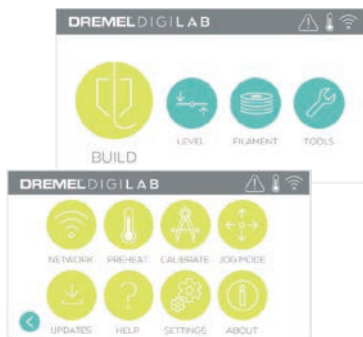 DREMEL DIGILAB
LEVEL FILAMENT TOOLS
BUILD
DREMEL DIGILAB
NETWORK PREHEAT CALIBRATE JOG MODE
UPDATES HELP SETTINGS ABOUT